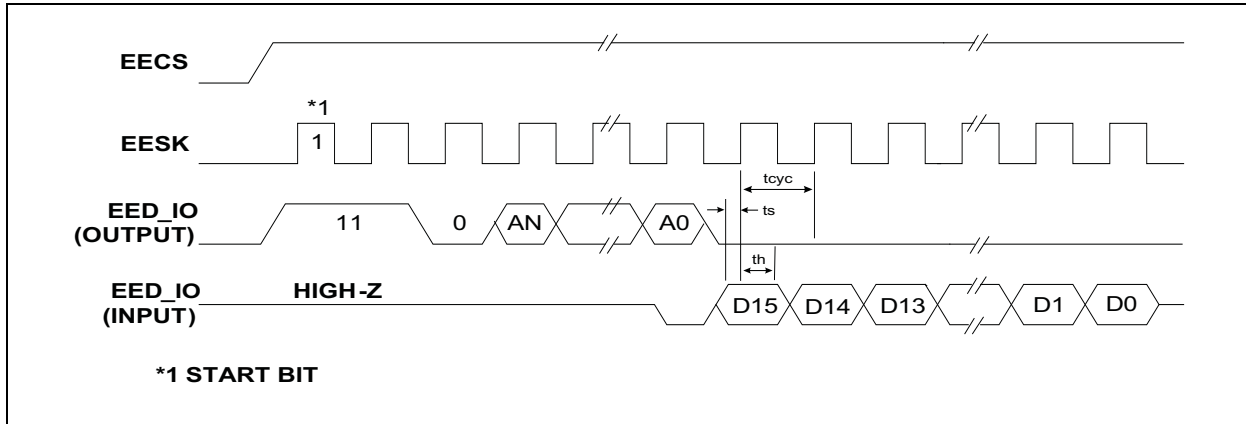 EECS
*1
EESK
1
tcyc
ts
EED_IO
(OUTPUT)
11
0
AN
A0
th
EED_IO
(INPUT)
HIGH-Z
D15
D14
D13
D1
D0
*1 START BIT